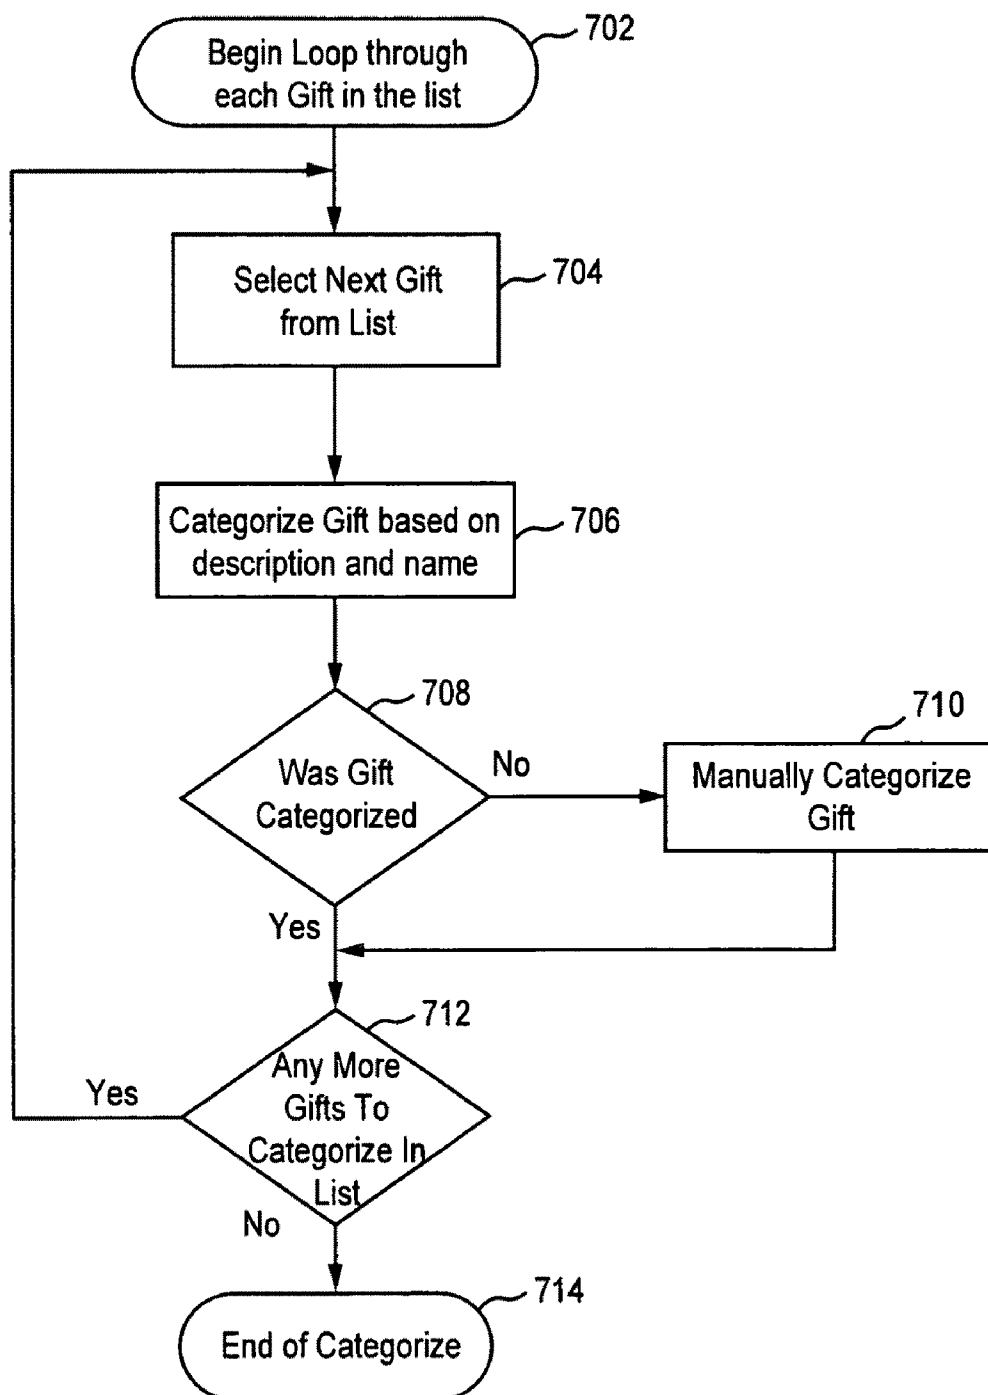 Begin Loop through
each Gift in the list
702
Select Next Gift
from List
704
Categorize Gift based on
description and name
706
Was Gift
Categorized
708
No
Manually Categorize
Gift
710
Yes
Any More
Gifts To
Categorize In
List
712
Yes
No
End of Categorize
714